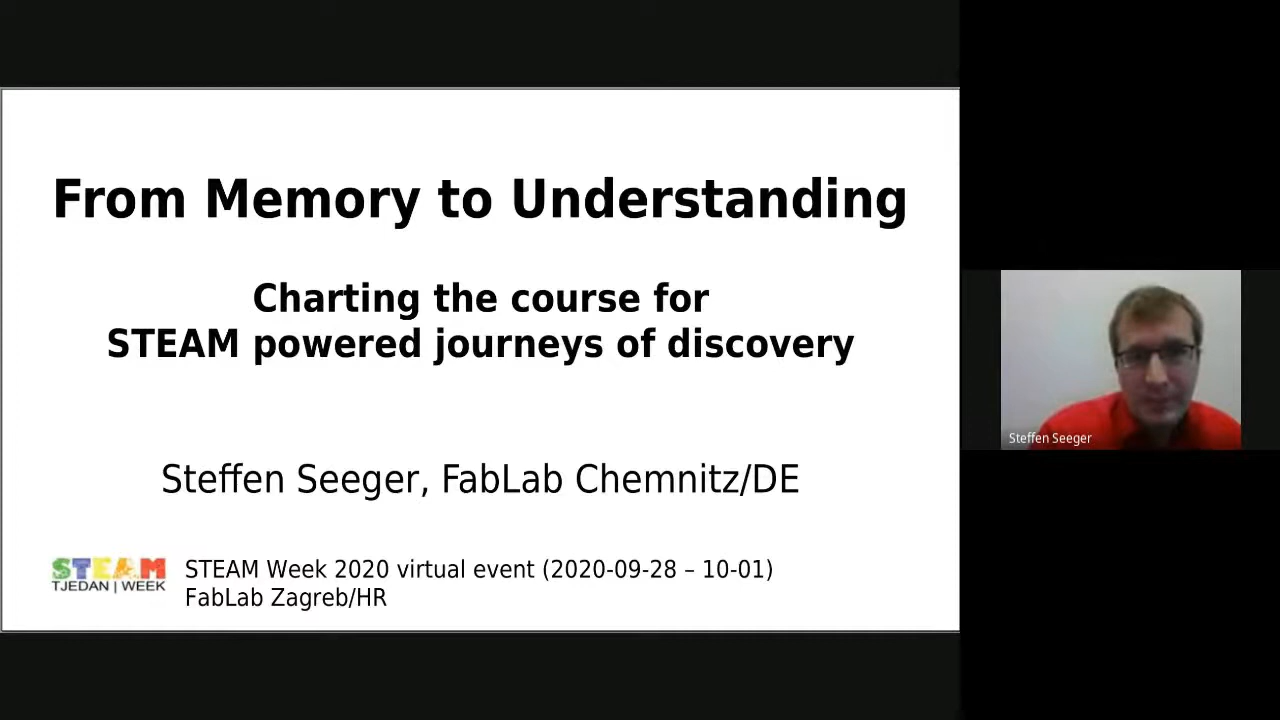 From Memory to Understanding
Charting the course for
STEAM powered journeys of discovery
Steffen Seeger, FabLab Chemnitz/DE
STEAM
TJEDAN | WEEK
STEAM Week 2020 virtual event (2020-09-28 – 10-01)
FabLab Zagreb/HR
Steffen Seeger